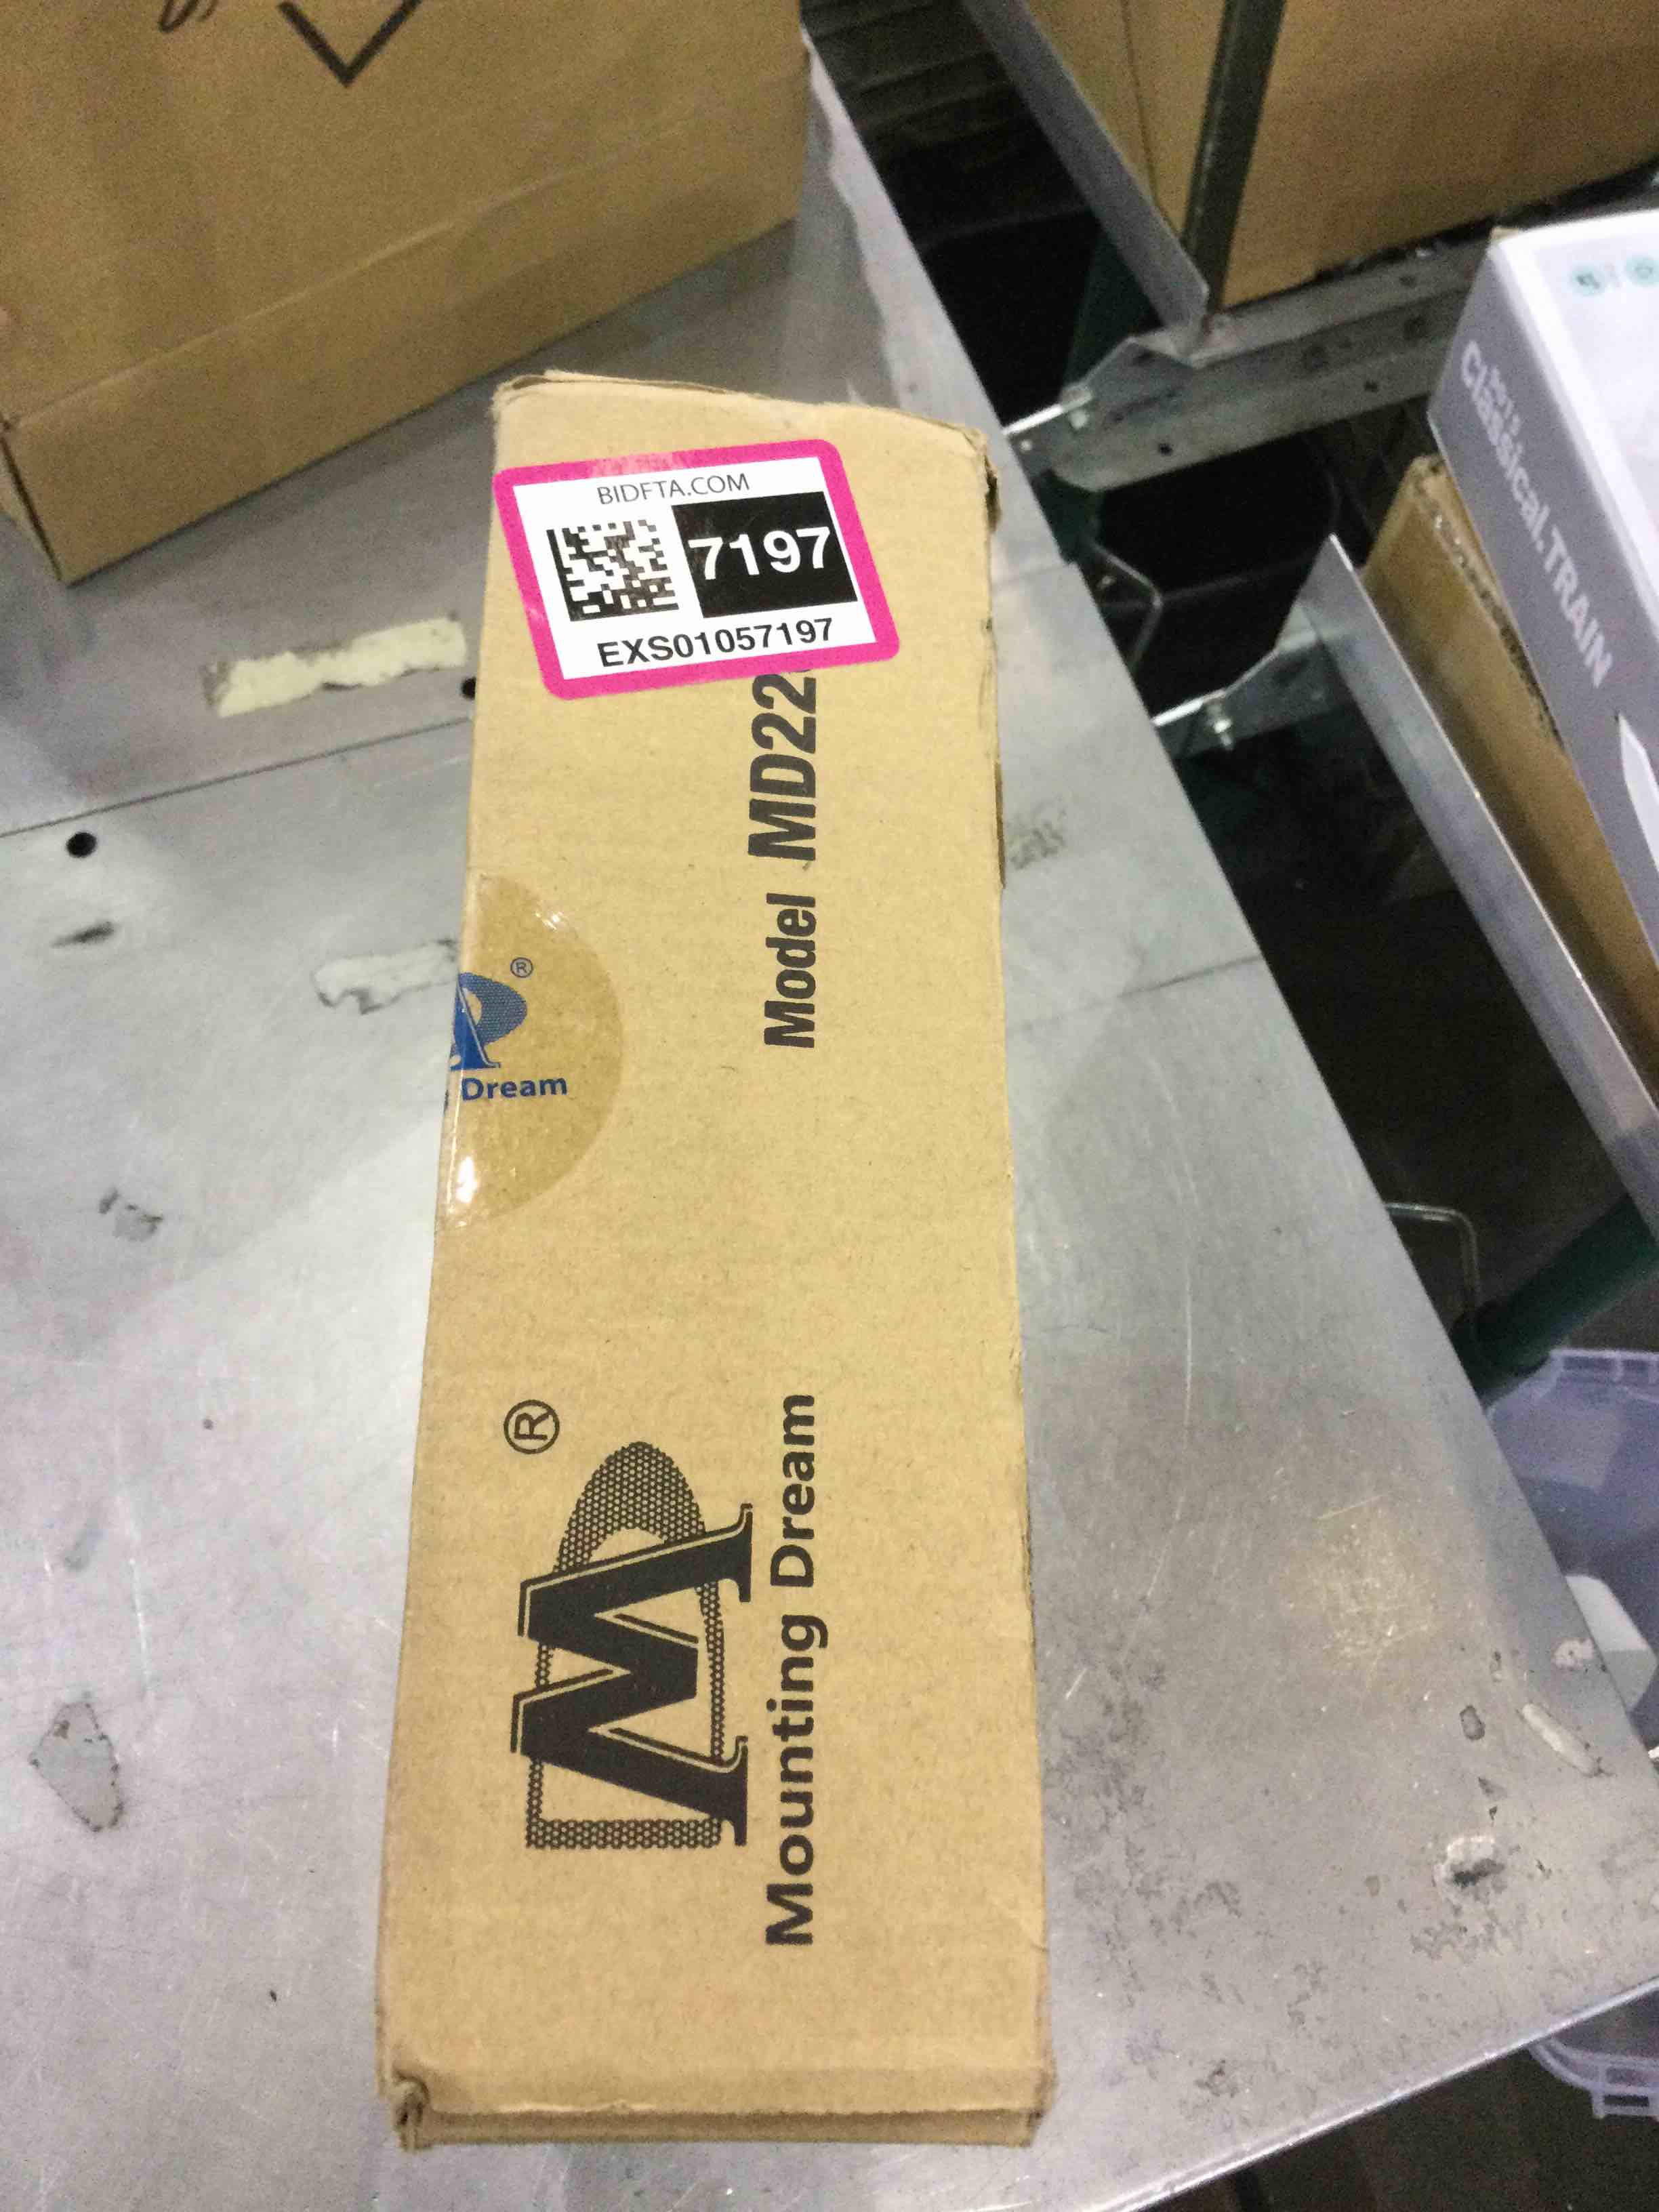 BIDFTA.COM
7197
EXS01057197
Model MD22
®
Dream
®
Mounting Dream
Classical.TRAIN